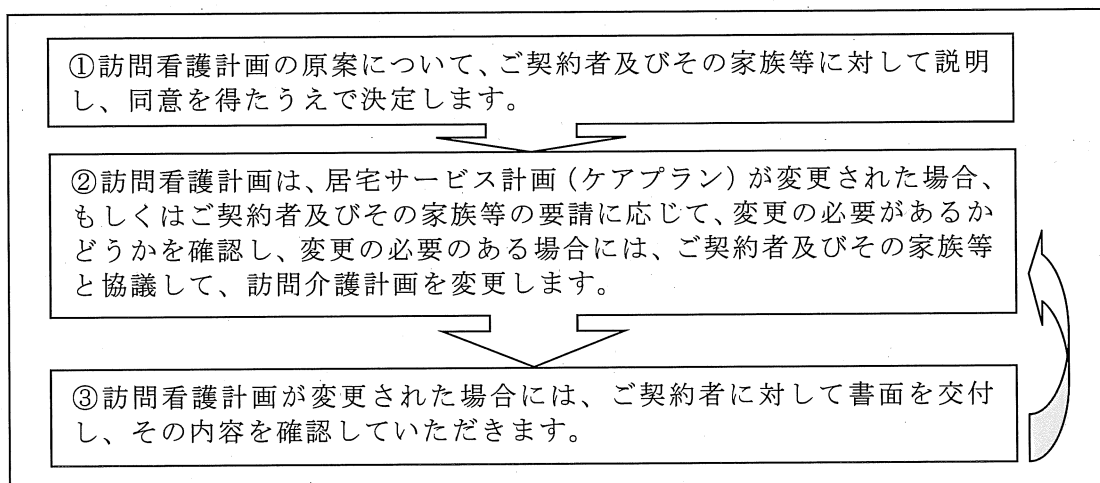 ①訪問看護計画の原案について、ご契約者及びその家族等に対して説明
し、同意を得たうえで決定します。
②訪問看護計画は、居宅サービス計画（ケアプラン）が変更された場合、
もしくはご契約者及びその家族等の要請に応じて、変更の必要があるか
どうかを確認し、変更の必要のある場合には、ご契約者及びその家族等
と協議して、訪問介護計画を変更します。
③訪問看護計画が変更された場合には、ご契約者に対して書面を交付
し、その内容を確認していただきます。